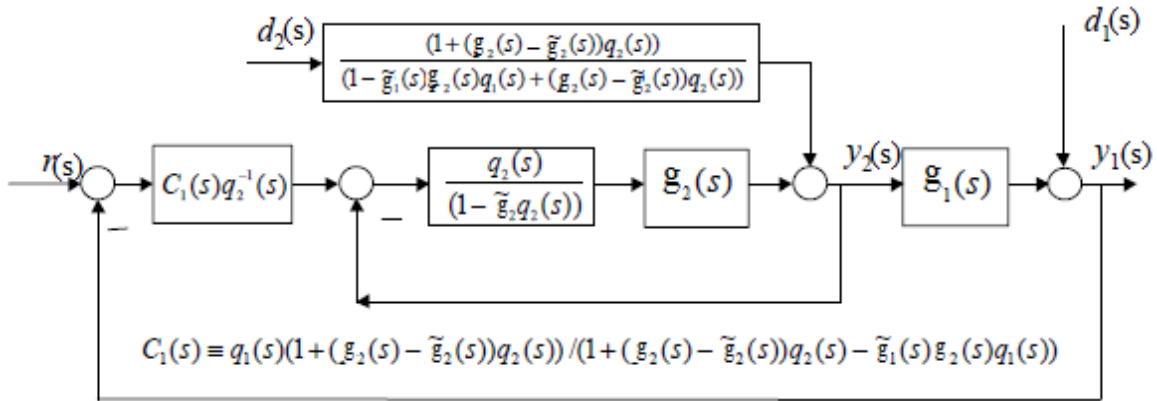 d₂(s)
(1+(g₂(s)−g̃₂(s))q₂(s))
(1−g̃₁(s)g₂(s)q₁(s)+(g₂(s)−g̃₂(s))q₂(s))
d₁(s)
r(s)
C₁(s)q₂⁻¹(s)
q₂(s)
(1−g̃₂q₂(s))
g₂(s)
y₂(s)
g̃₁(s)
y₁(s)
−
−
C₁(s) ≡ q₁(s)(1+(g₂(s)−g̃₂(s))q₂(s))/(1+(g₂(s)−g̃₂(s))q₂(s)−g̃₁(s)g₂(s)q₁(s))